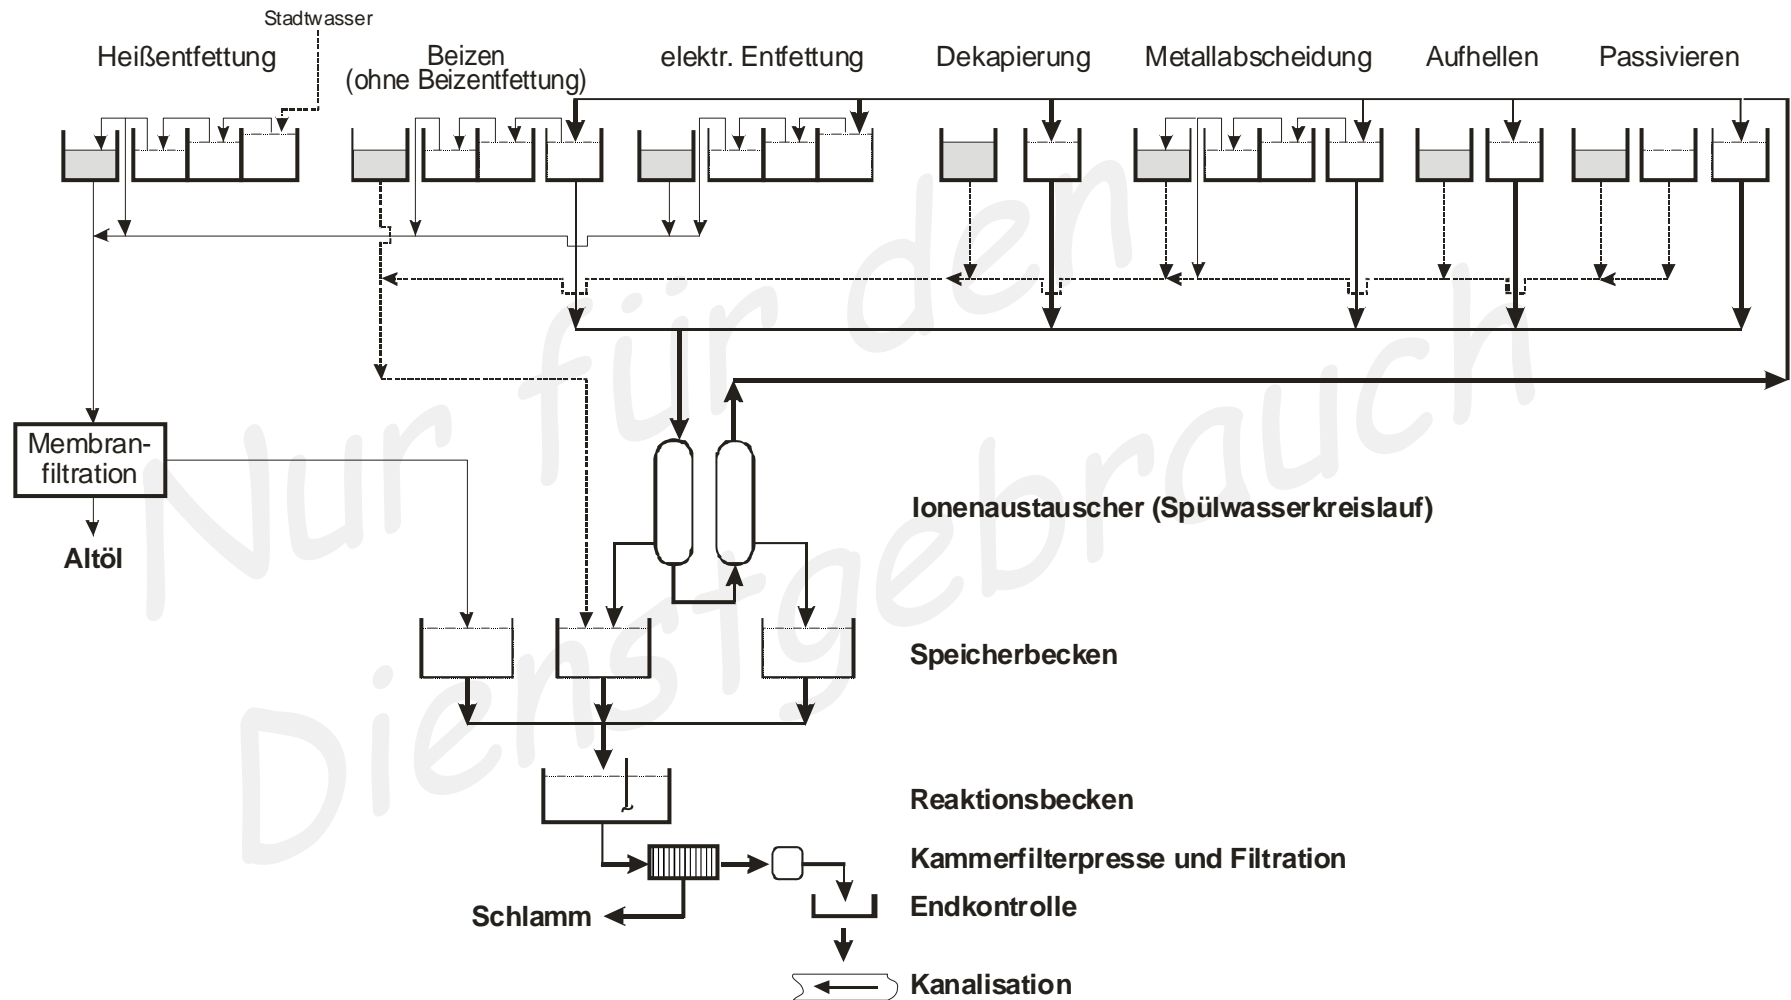 Stadtwasser
Heißentfettung
Beizen
(ohne Beizentfettung)
elektr. Entfettung
Dekapierung
Metallabscheidung
Aufhellen
Passivieren
Membran-
filtration
Altöl
Ionenaustauscher (Spülwasserkreislauf)
Speicherbecken
Reaktionsbecken
Kammerfilterpresse und Filtration
Endkontrolle
Schlamm
Kanalisation
Nur für den
Dienstgebrauch